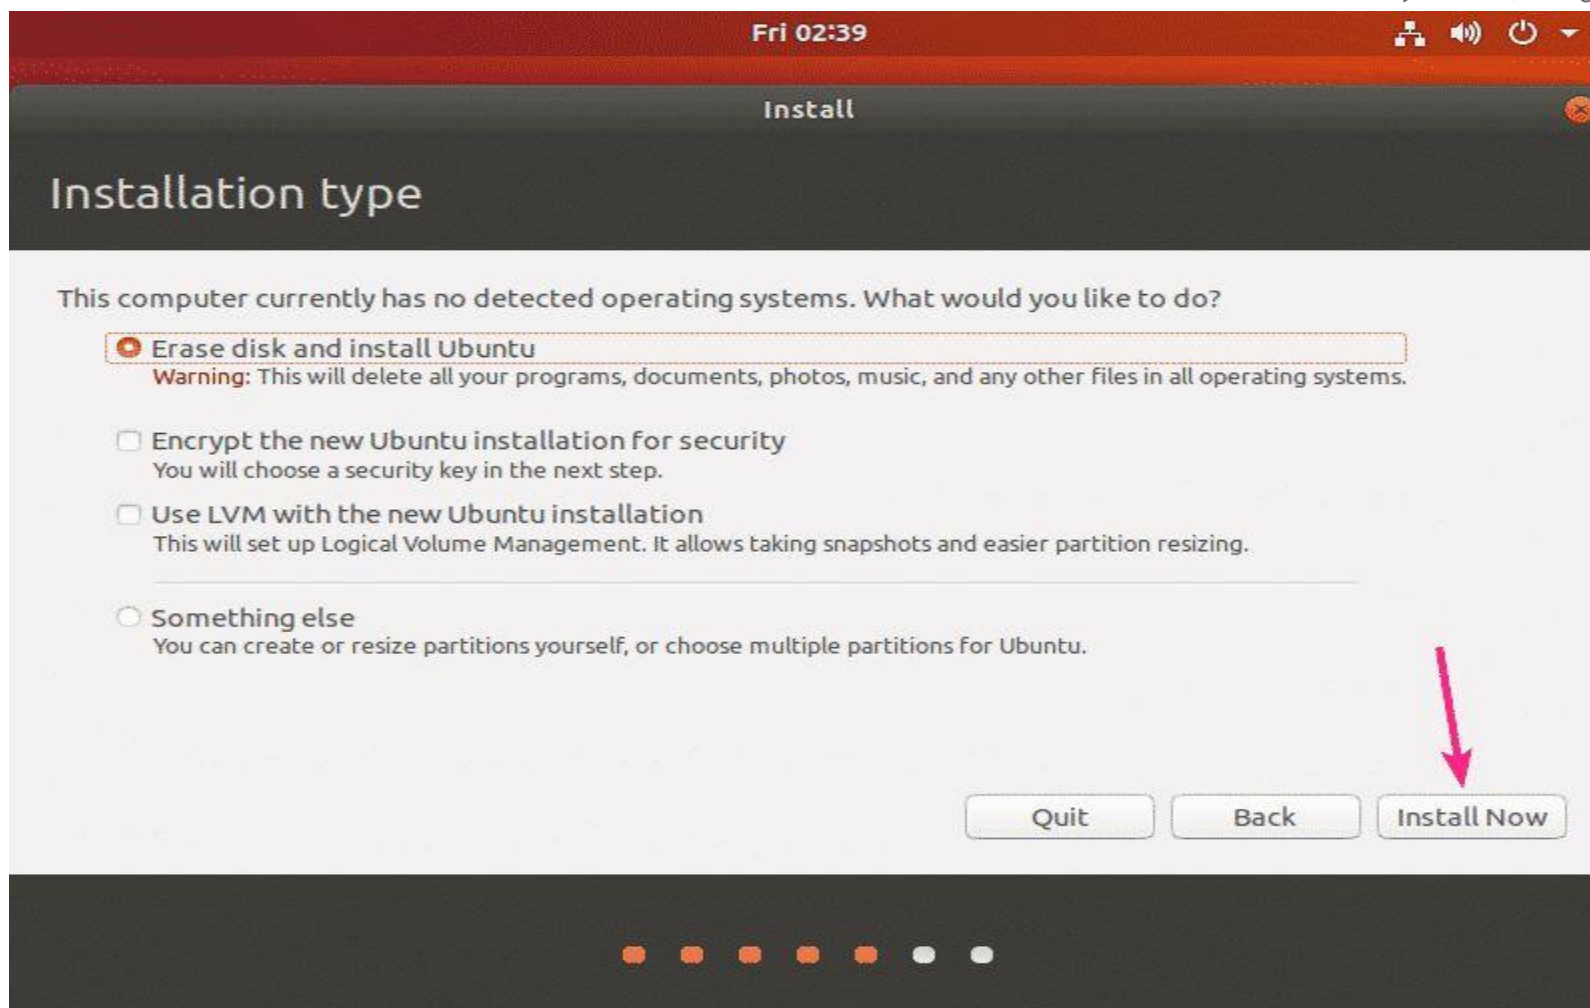 Fri 02:39
Install
Installation type
This computer currently has no detected operating systems. What would you like to do?
Erase disk and install Ubuntu
Warning: This will delete all your programs, documents, photos, music, and any other files in all operating systems.
Encrypt the new Ubuntu installation for security
You will choose a security key in the next step.
Use LVM with the new Ubuntu installation
This will set up Logical Volume Management. It allows taking snapshots and easier partition resizing.
Something else
You can create or resize partitions yourself, or choose multiple partitions for Ubuntu.
Quit Back Install Now